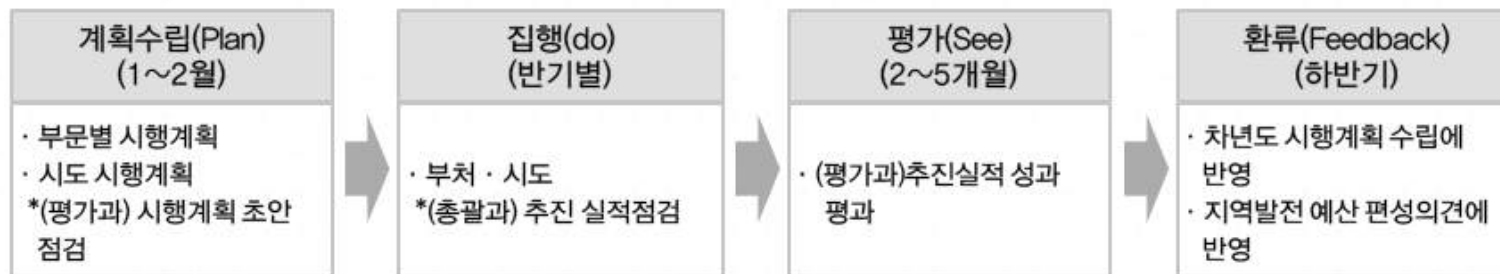 계획수립(Plan)
(1～2월)
· 부문별 시행계획
· 시도 시행계획
*(평가과) 시행계획 초안
점검
집행(do)
(반기별)
· 부처 · 시도
*(총괄과) 추진 실적점검
평가(See)
(2～5개월)
· (평가과)추진실적 성과
평과
환류(Feedback)
(하반기)
· 차년도 시행계획 수립에
반영
· 지역발전 예산 편성의견에
반영